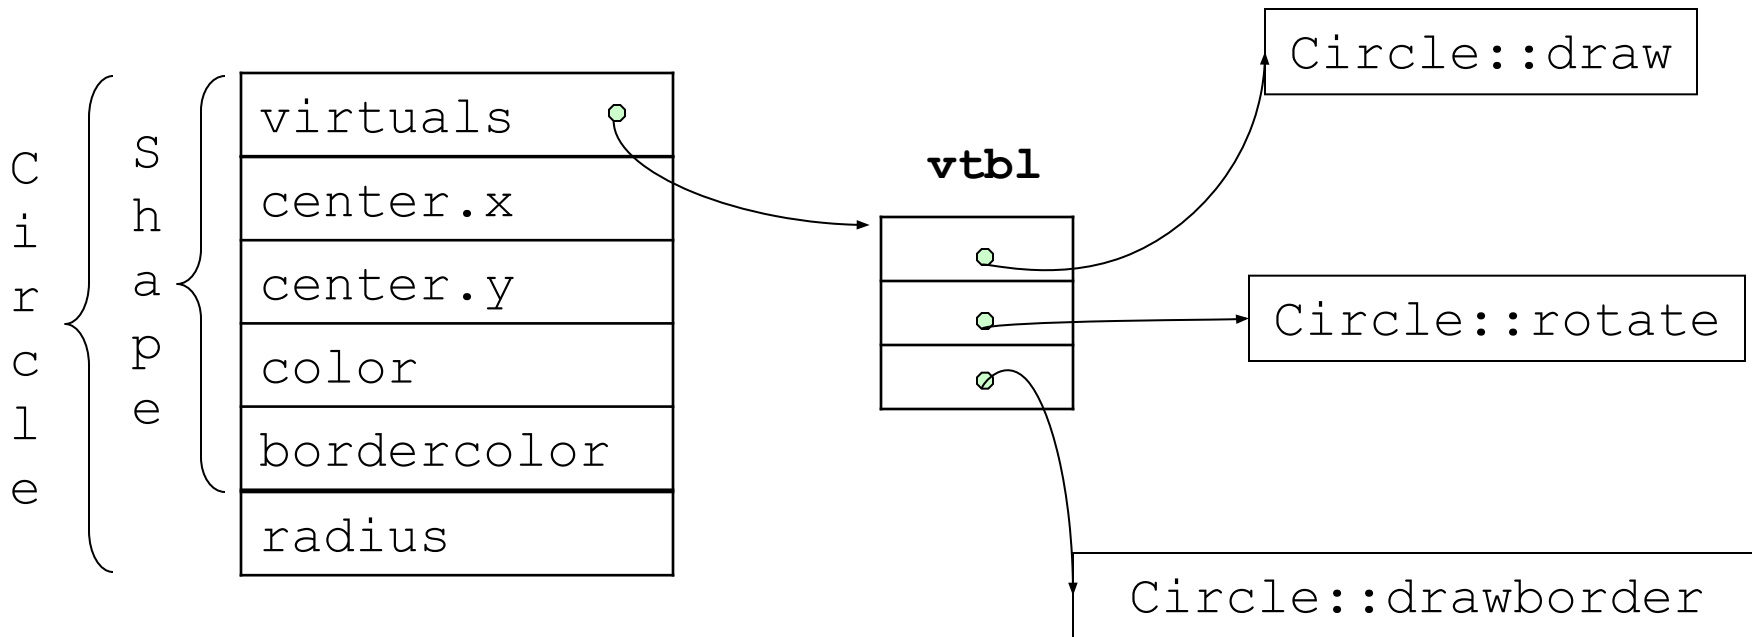 Circle
Shape
virtuals
center.x
center.y
color
bordercolor
radius
vtbl
Circle::draw
Circle::rotate
Circle::drawborder